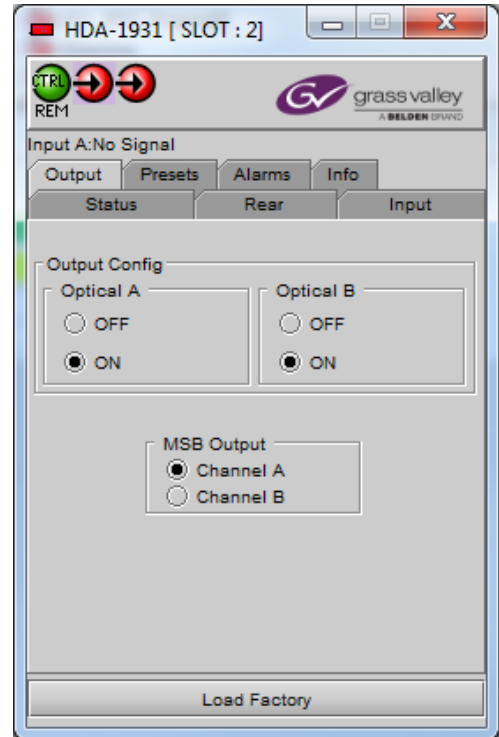 HDA-1931 [ SLOT : 2]
CTRL
REM
grass valley
A BELDEN BRAND
Input A:No Signal
Output Presets Alarms Info
Status Rear Input
Output Config
Optical A Optical B
OFF OFF
ON ON
MSB Output
Channel A
Channel B
Load Factory